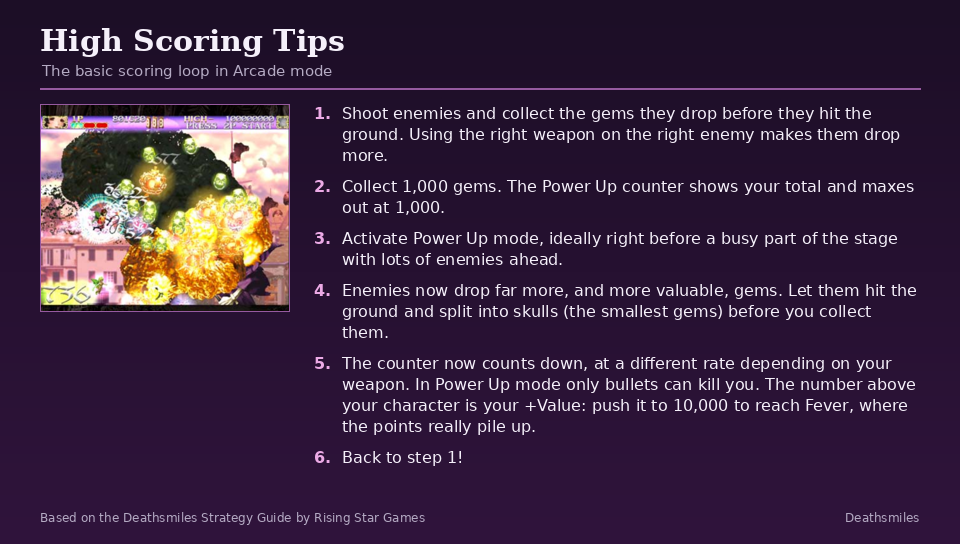 High Scoring Tips
The basic scoring loop in Arcade mode
1P
HIGH
PRESS 2P START
577
756
1. Shoot enemies and collect the gems they drop before they hit the
ground. Using the right weapon on the right enemy makes them drop
more.
2. Collect 1,000 gems. The Power Up counter shows your total and maxes
out at 1,000.
3. Activate Power Up mode, ideally right before a busy part of the stage
with lots of enemies ahead.
4. Enemies now drop far more, and more valuable, gems. Let them hit the
ground and split into skulls (the smallest gems) before you collect
them.
5. The counter now counts down, at a different rate depending on your
weapon. In Power Up mode only bullets can kill you. The number above
your character is your +Value: push it to 10,000 to reach Fever, where
the points really pile up.
6. Back to step 1!
Based on the Deathsmiles Strategy Guide by Rising Star Games
Deathsmiles